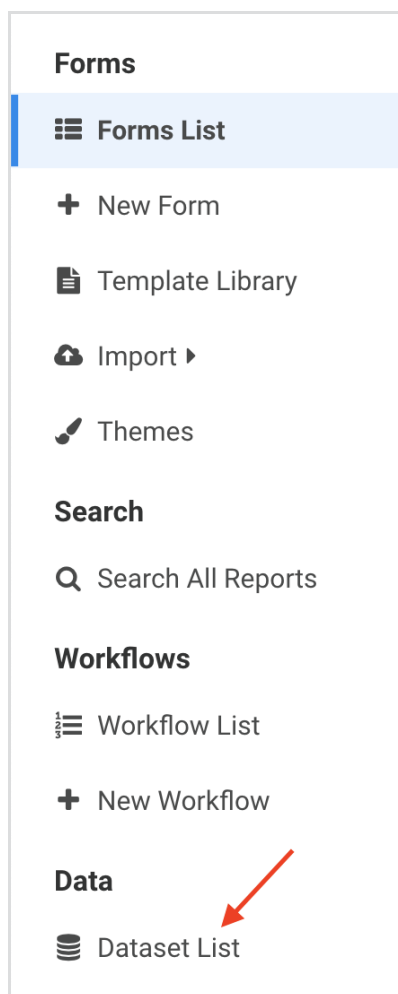 Forms
Forms List
New Form
Template Library
Import
Themes
Search
Search All Reports
Workflows
Workflow List
New Workflow
Data
Dataset List